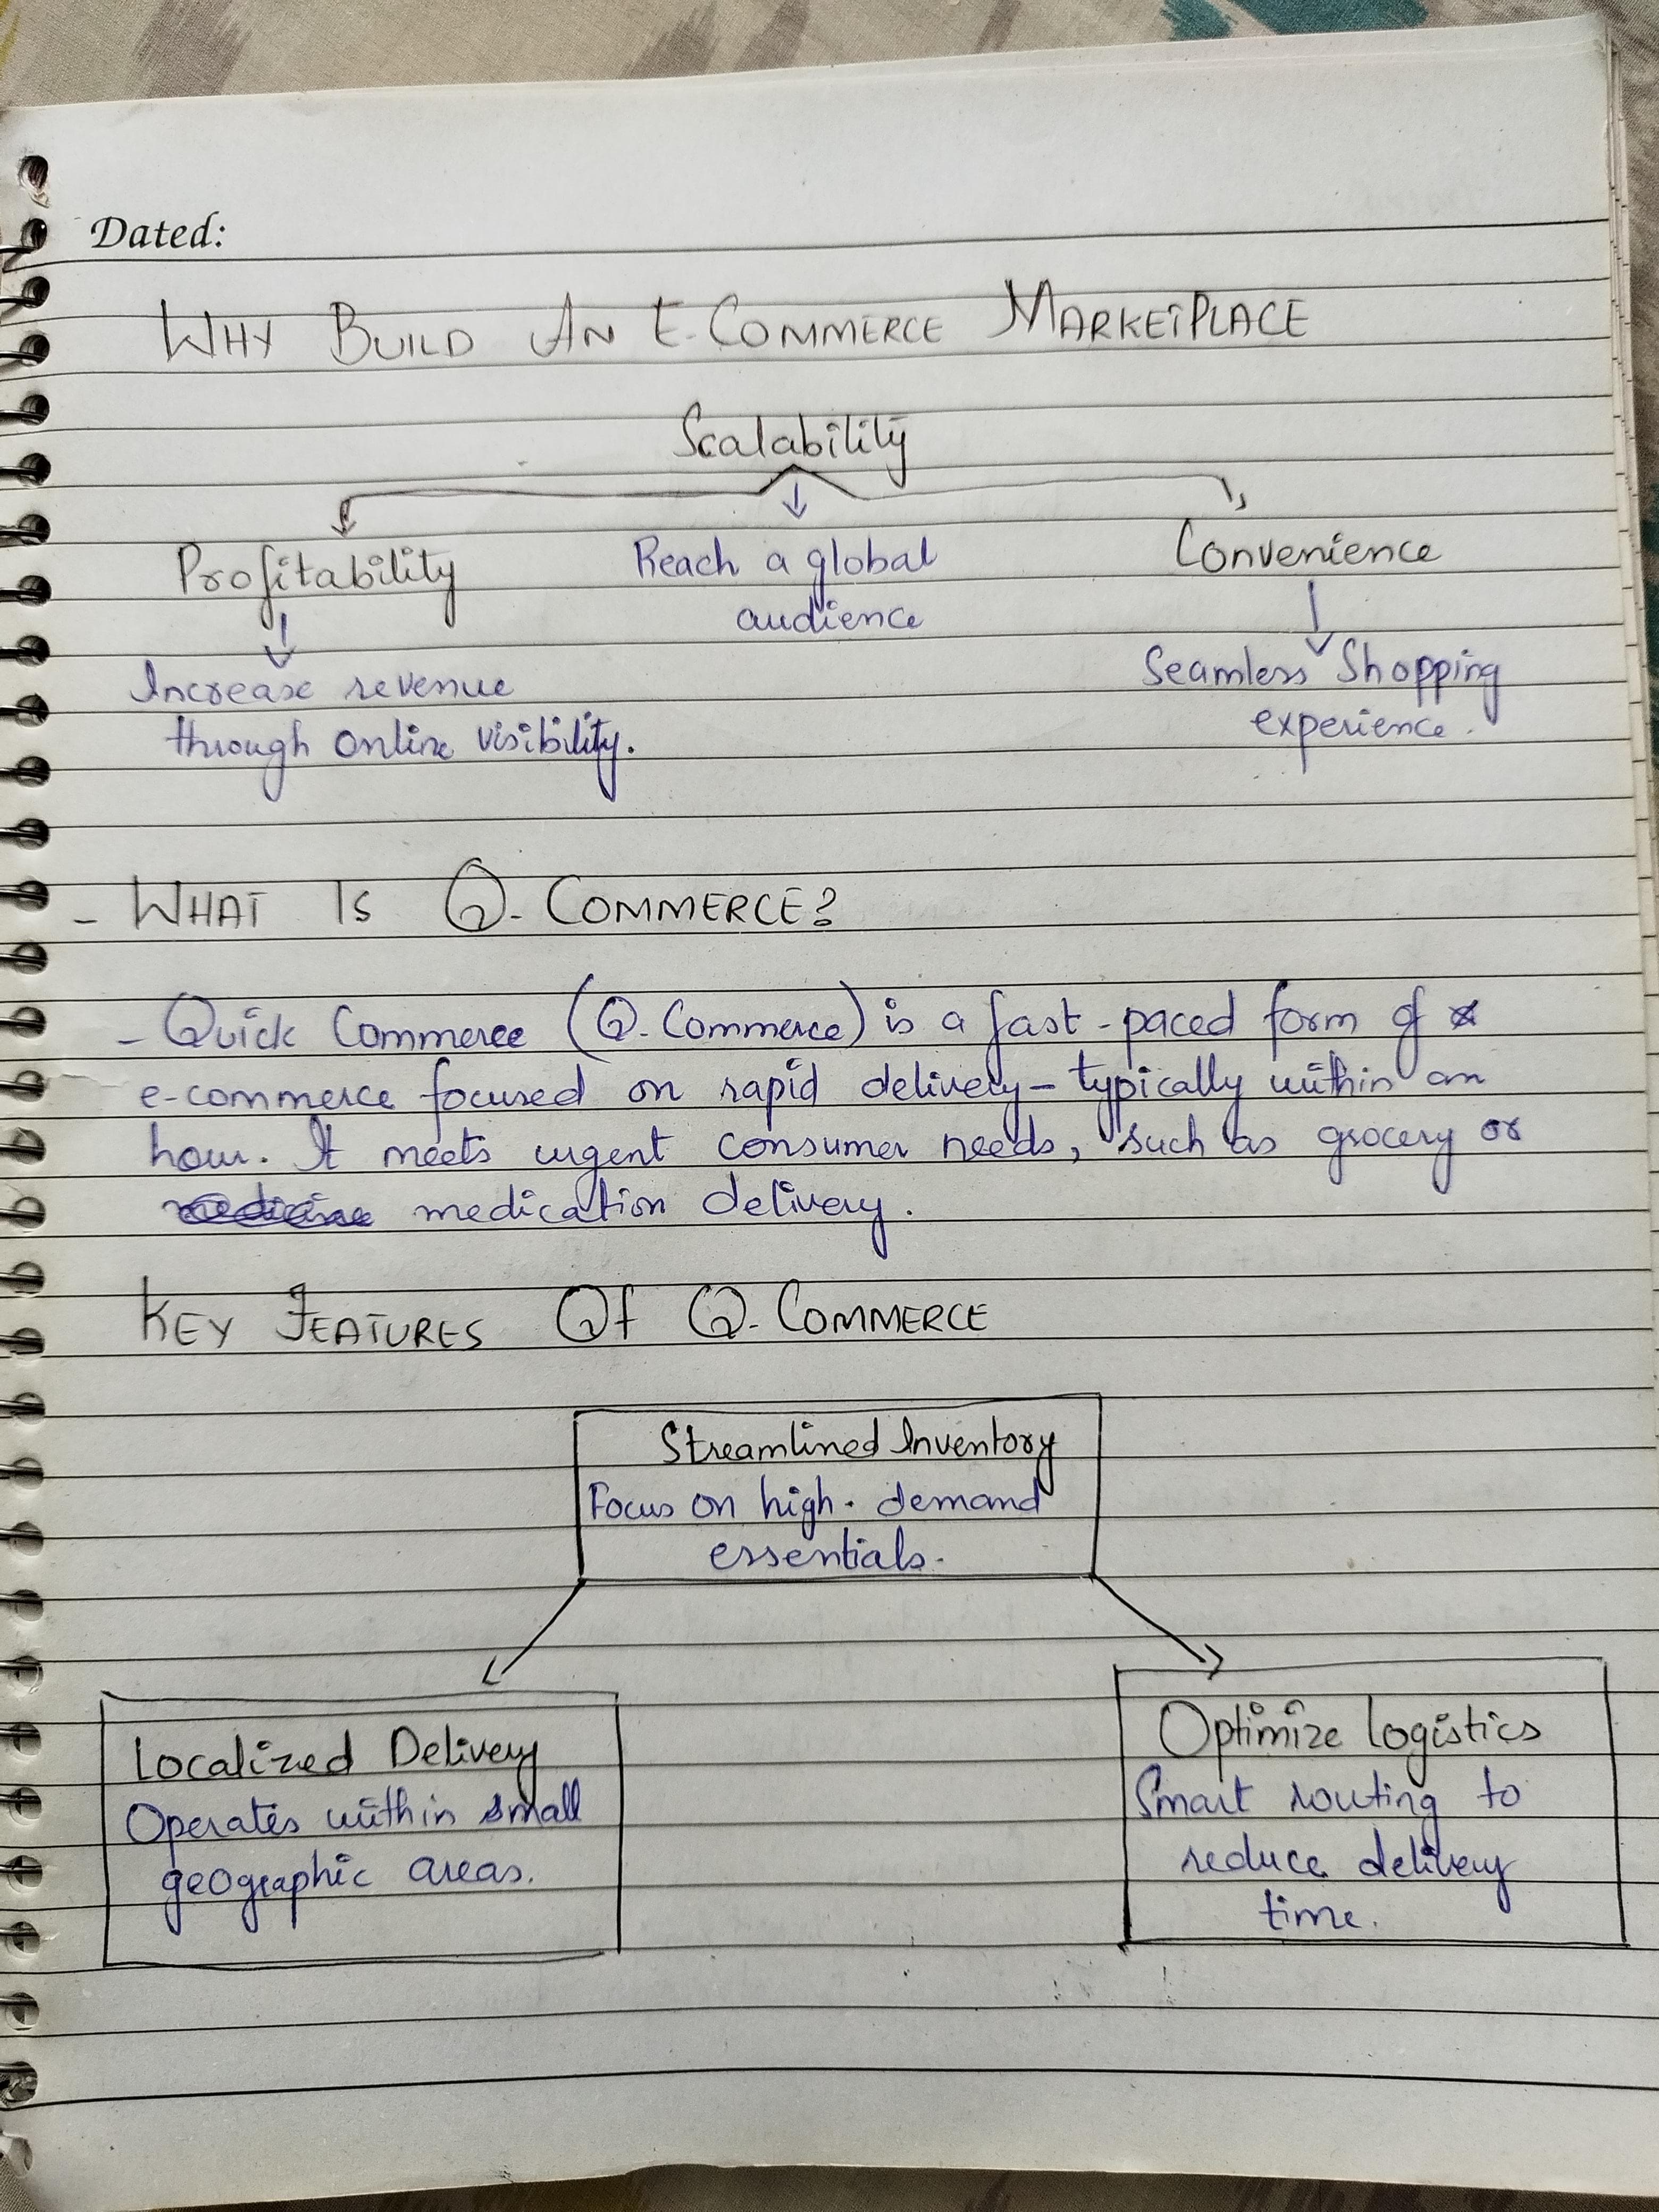 Dated:
WHY BUILD AN E-COMMERCE MARKETPLACE
Scalability
Profitability
Reach a global
audience
Convenience
Increase revenue
through online visibility.
Seamless Shopping
experience.
- WHAT IS Q-COMMERCE?
- Quick Commerce (Q-Commerce) is a fast-paced form of
e-commerce focused on rapid delivery - typically within an
hour. It meets urgent consumer needs, such as grocery or
medicine medication delivery.
KEY FEATURES OF Q-COMMERCE
Streamlined Inventory
Focus on high-demand
essentials.
Localized Delivery
Operates within small
geographic areas.
Optimize logistics
Smart routing to
reduce delivery
time.